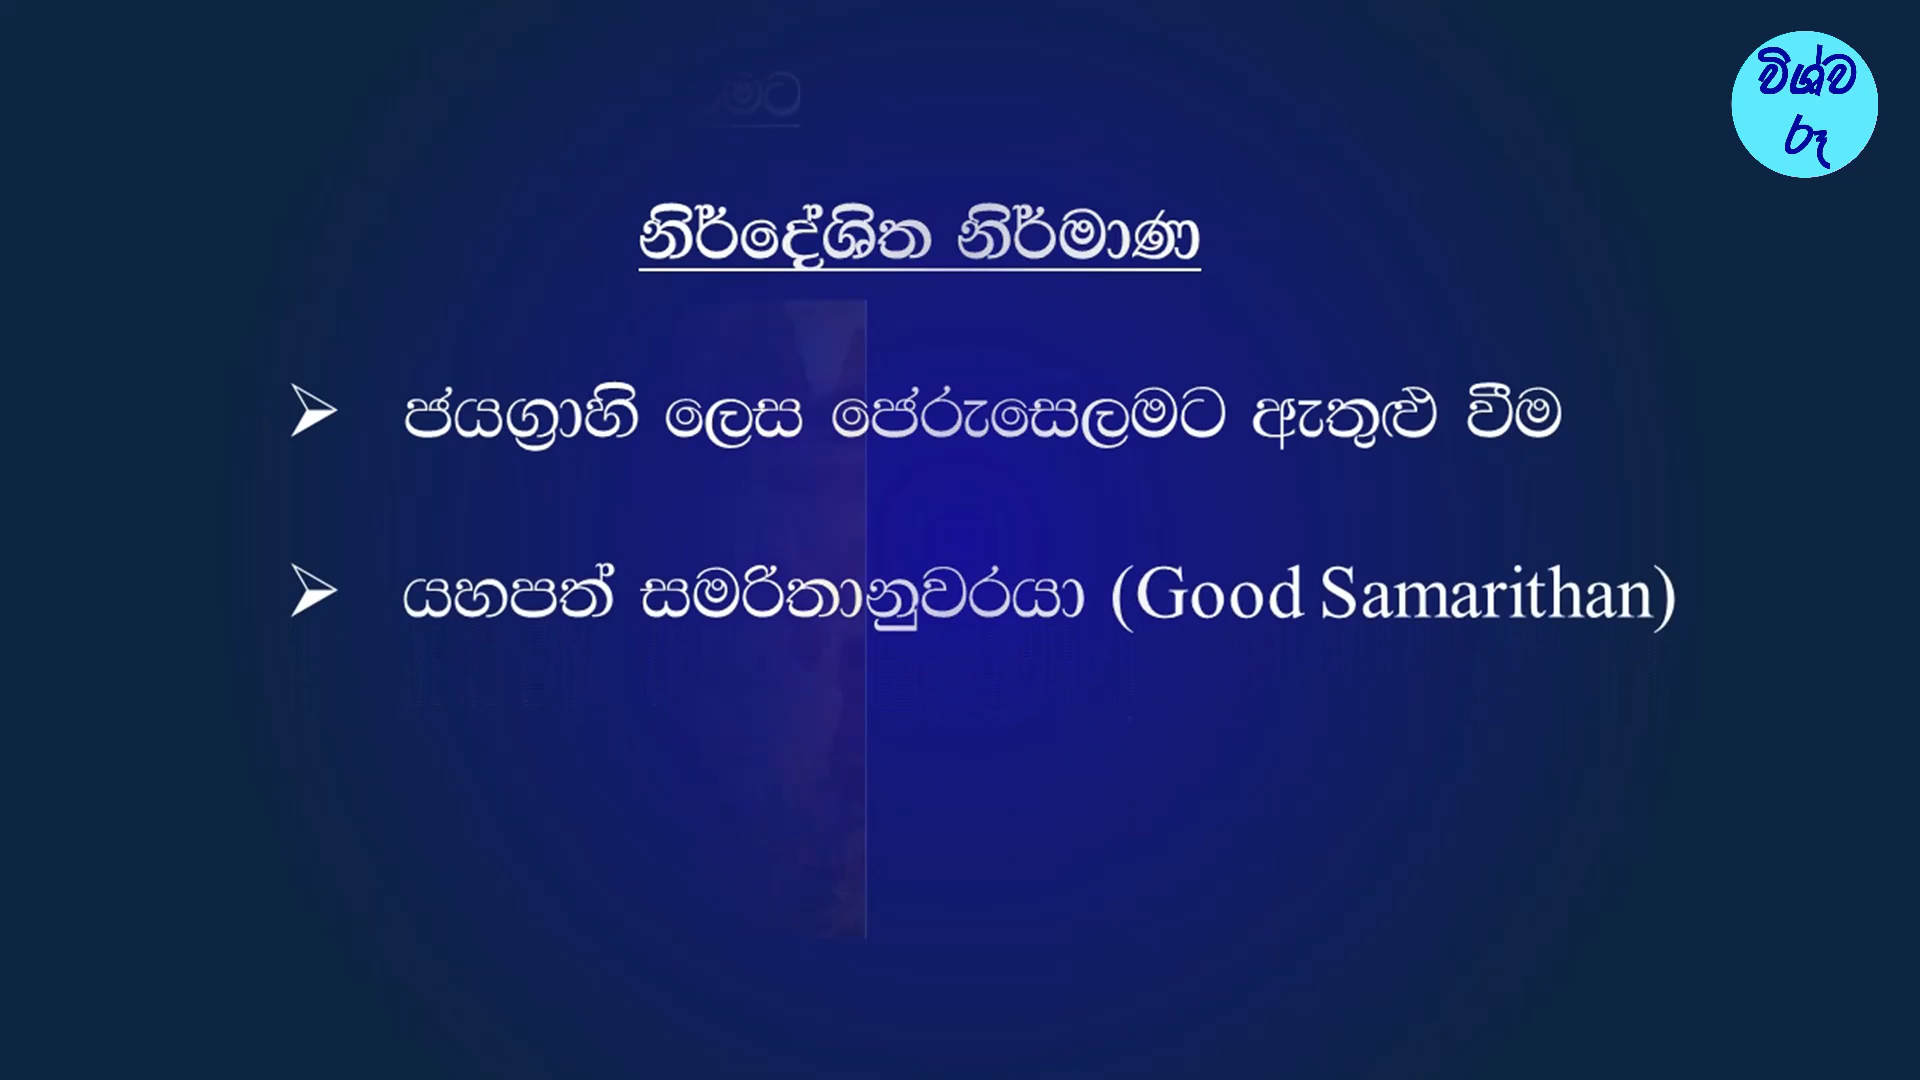 විශ්ව
රූ
නිර්දේශිත නිර්මාණ
➢ ජයග්‍රාහි ලෙස ජෙරුසෙලමට ඇතුළු වීම
➢ යහපත් සමරිතානුවරයා (Good Samarithan)